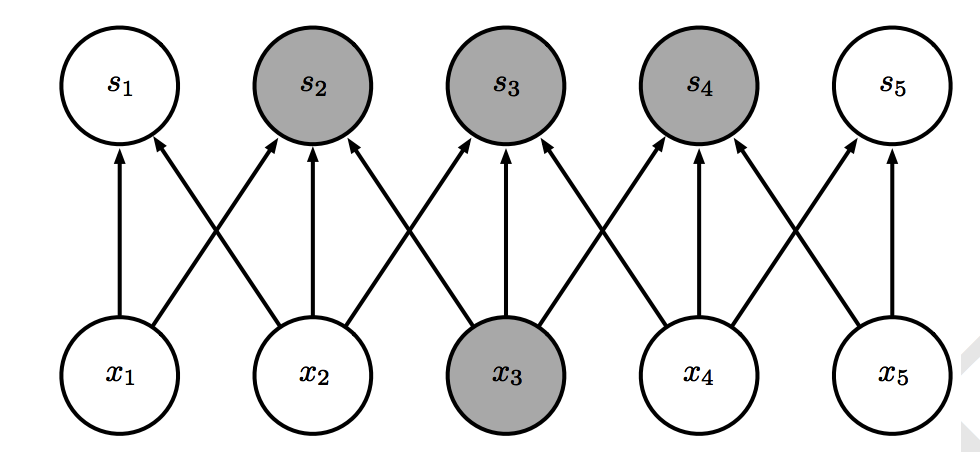 s₁ s₂ s₃ s₄ s₅
x₁ x₂ x₃ x₄ x₅